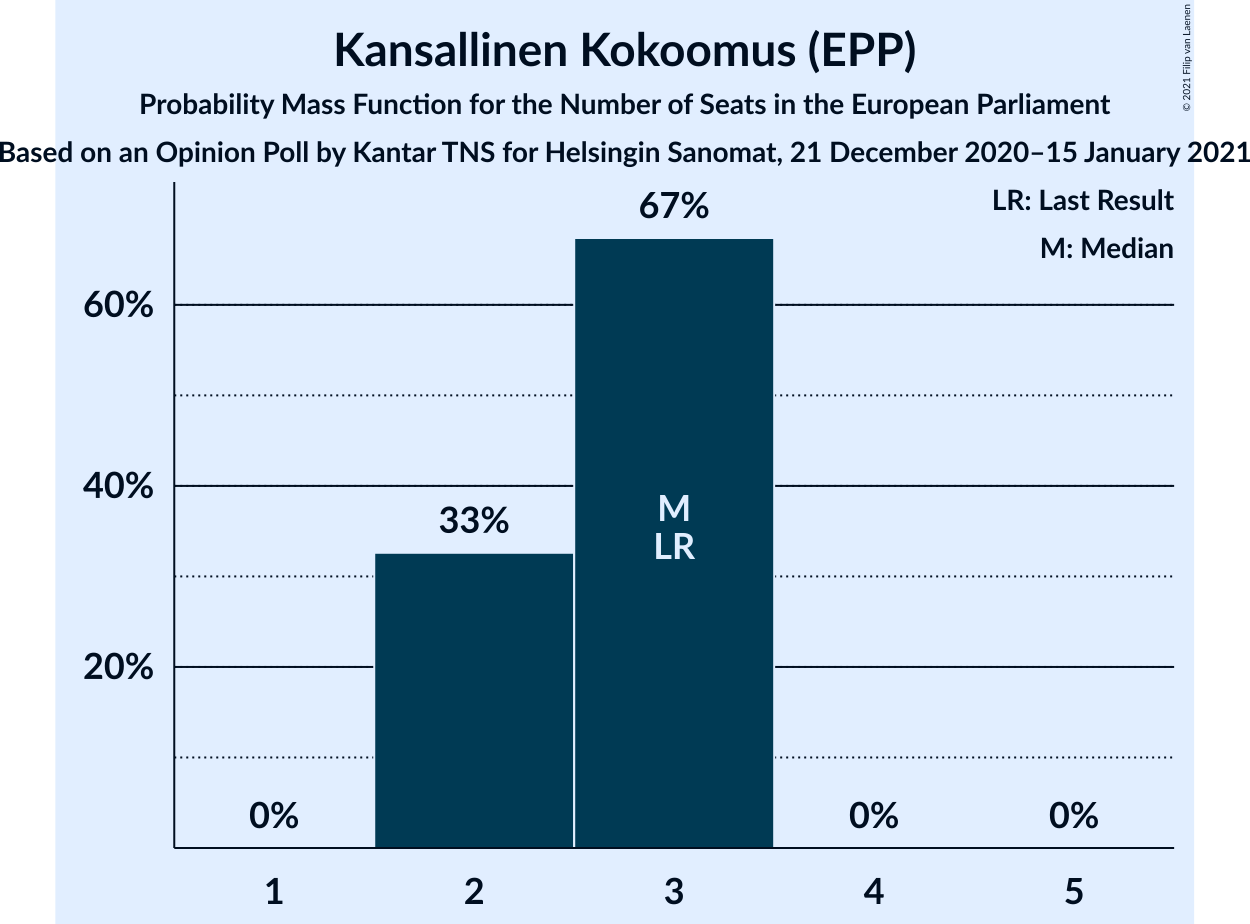 Kansallinen Kokoomus (EPP)
Probability Mass Function for the Number of Seats in the European Parliament
Based on an Opinion Poll by Kantar TNS for Helsingin Sanomat, 21 December 2020–15 January 2021
© 2021 Filip van Laenen
LR: Last Result
M: Median
67%
60%
40%
33%
M
LR
20%
0%
0%
0%
1
2
3
4
5